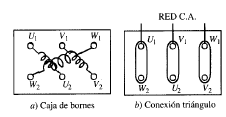 RED C.A.
U₁ V₁ W₁
U₁ V₁ W₁
W₂ U₂ V₂
W₂ U₂ V₂
a) Caja de bornes
b) Conexión triángulo